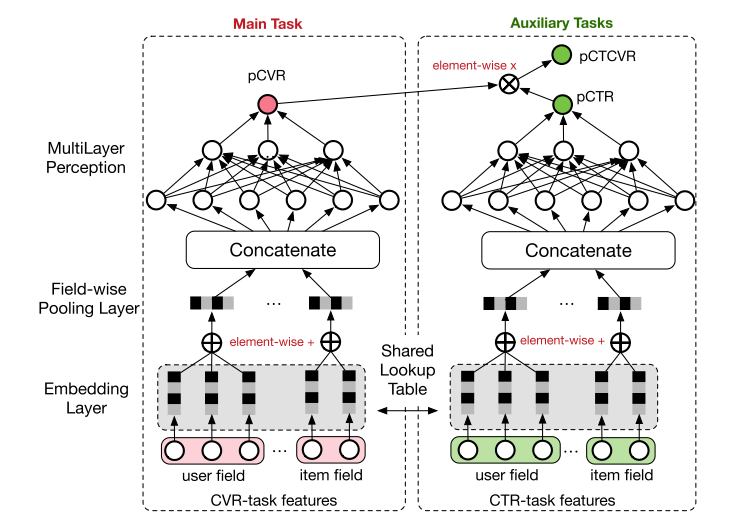 Main Task
Auxiliary Tasks
pCTCVR
element-wise x
pCVR
pCTR
MultiLayer
Perception
Concatenate
Concatenate
Field-wise
Pooling Layer
...
...
element-wise +
element-wise +
Shared
Lookup
Table
Embedding
Layer
...
...
user field
item field
user field
item field
CVR-task features
CTR-task features